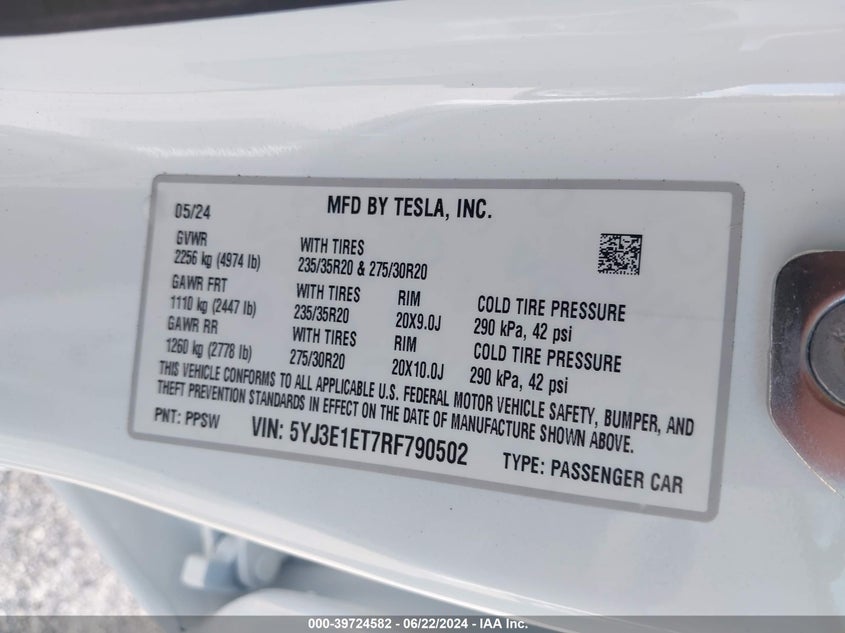 05/24 MFD BY TESLA, INC.
GVWR WITH TIRES
2256 kg (4974 lb) 235/35R20 & 275/30R20
GAWR FRT WITH TIRES RIM COLD TIRE PRESSURE
1110 kg (2447 lb) 235/35R20 20X9.0J 290 kPa, 42 psi
GAWR RR WITH TIRES RIM COLD TIRE PRESSURE
1260 kg (2778 lb) 275/30R20 20X10.0J 290 kPa, 42 psi
THIS VEHICLE CONFORMS TO ALL APPLICABLE U.S. FEDERAL MOTOR VEHICLE SAFETY, BUMPER, AND
THEFT PREVENTION STANDARDS IN EFFECT ON THE DATE OF MANUFACTURE SHOWN ABOVE.
PNT: PPSW VIN: 5YJ3E1ET7RF790502 TYPE: PASSENGER CAR
000-39724582 - 06/22/2024 - IAA Inc.